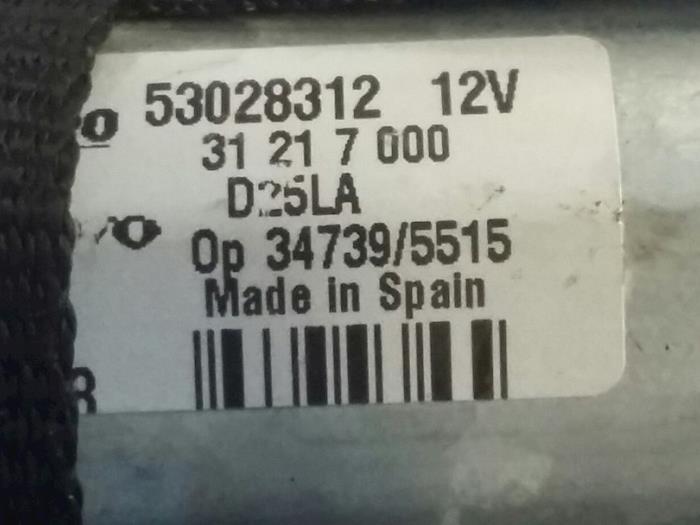 53028312 12V
31 21 7 000
D25LA
Op 34739/5515
Made in Spain